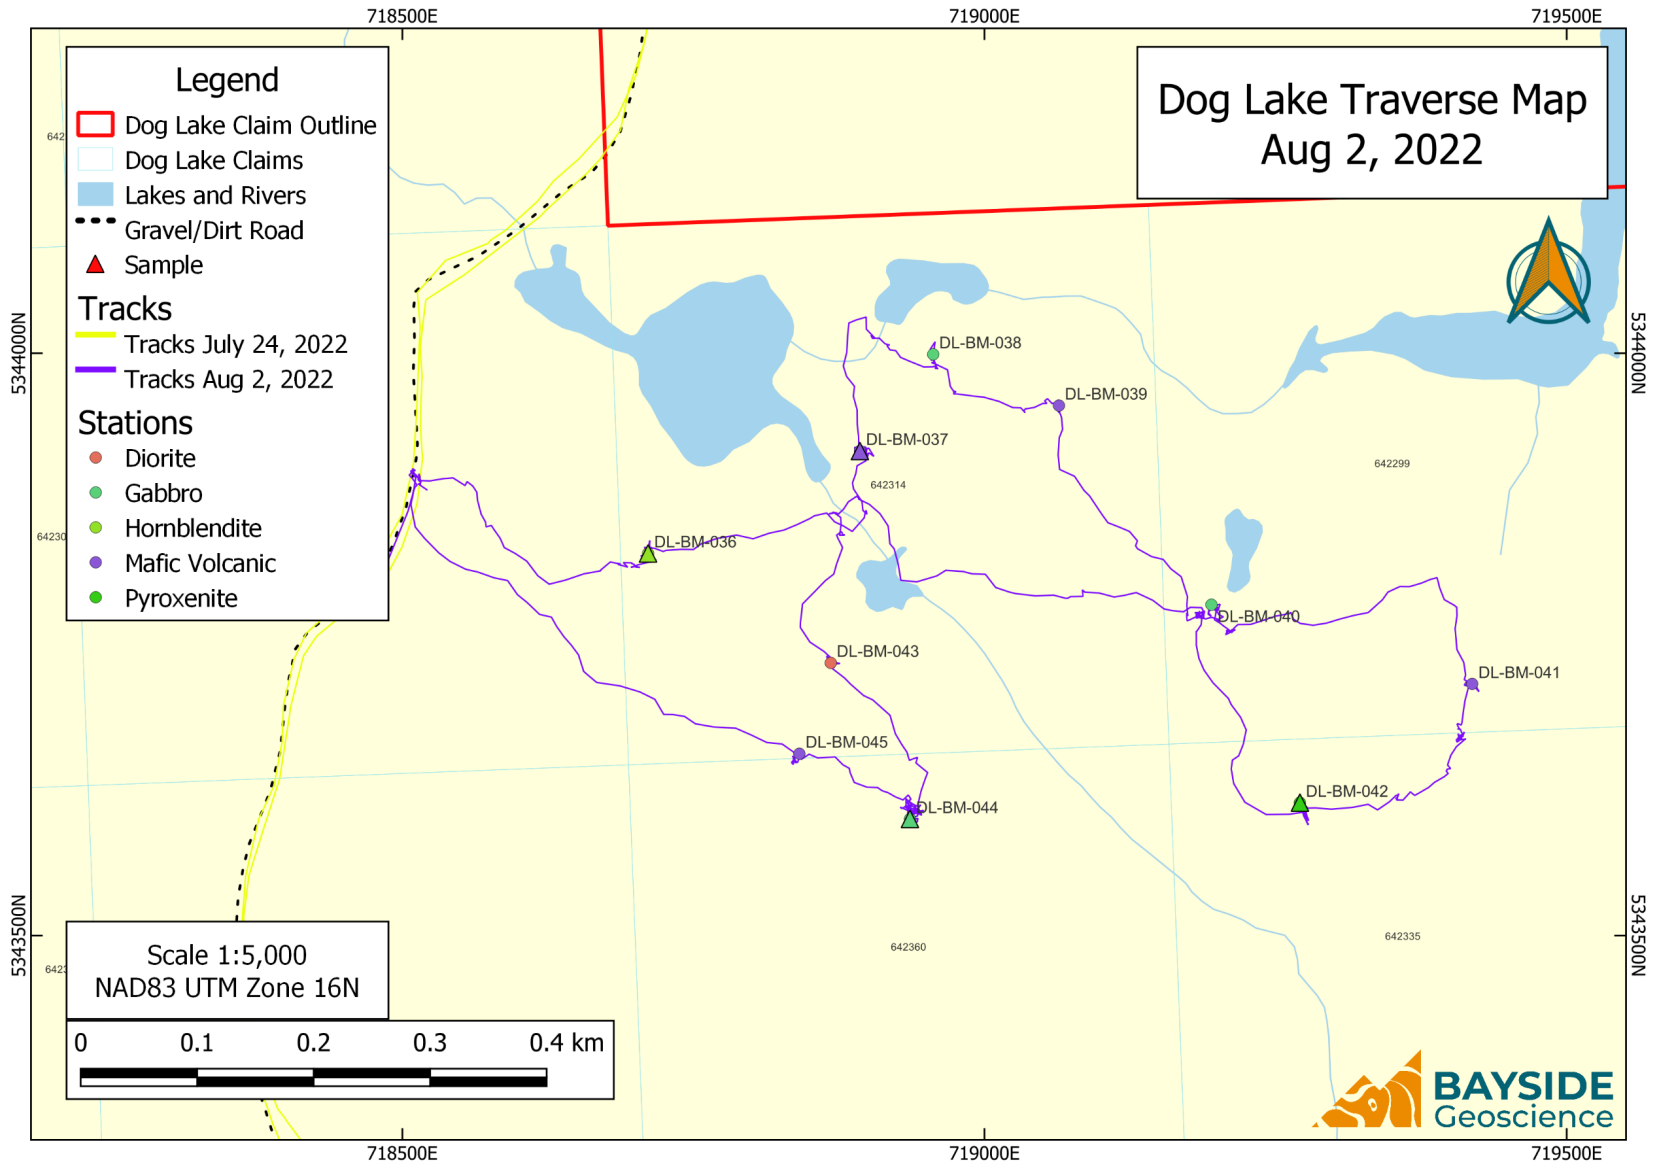 718500E
719000E
719500E
Legend
Dog Lake Claim Outline
Dog Lake Claims
Lakes and Rivers
Gravel/Dirt Road
Sample
Tracks
Tracks July 24, 2022
Tracks Aug 2, 2022
Stations
Diorite
Gabbro
Hornblendite
Mafic Volcanic
Pyroxenite
Dog Lake Traverse Map
Aug 2, 2022
642
5344000N
5344000N
DL-BM-038
DL-BM-039
DL-BM-037
642299
642314
64230
DL-BM-036
DL-BM-040
DL-BM-043
DL-BM-041
DL-BM-045
DL-BM-042
DL-BM-044
5343500N
5343500N
642360
642335
6423
Scale 1:5,000
NAD83 UTM Zone 16N
0 0.1 0.2 0.3 0.4 km
BAYSIDE
Geoscience
718500E
719000E
719500E